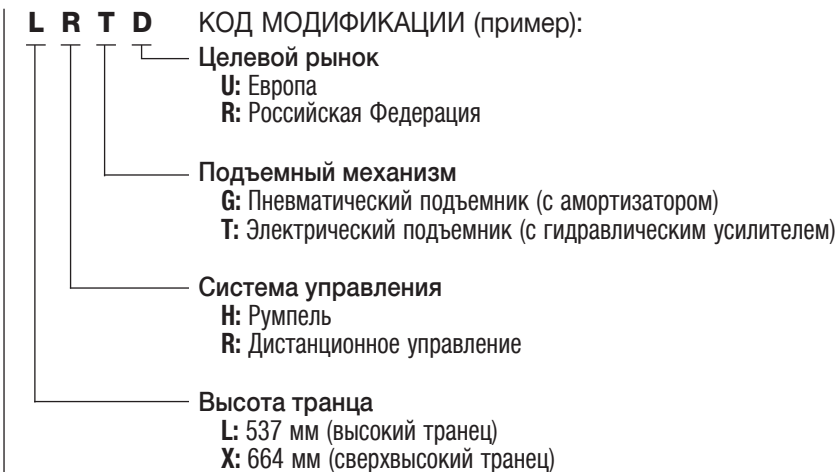 L R T D КОД МОДИФИКАЦИИ (пример):
Целевой рынок
U: Европа
R: Российская Федерация
Подъемный механизм
G: Пневматический подъемник (с амортизатором)
T: Электрический подъемник (с гидравлическим усилителем)
Система управления
H: Румпель
R: Дистанционное управление
Высота транца
L: 537 мм (высокий транец)
X: 664 мм (сверхвысокий транец)